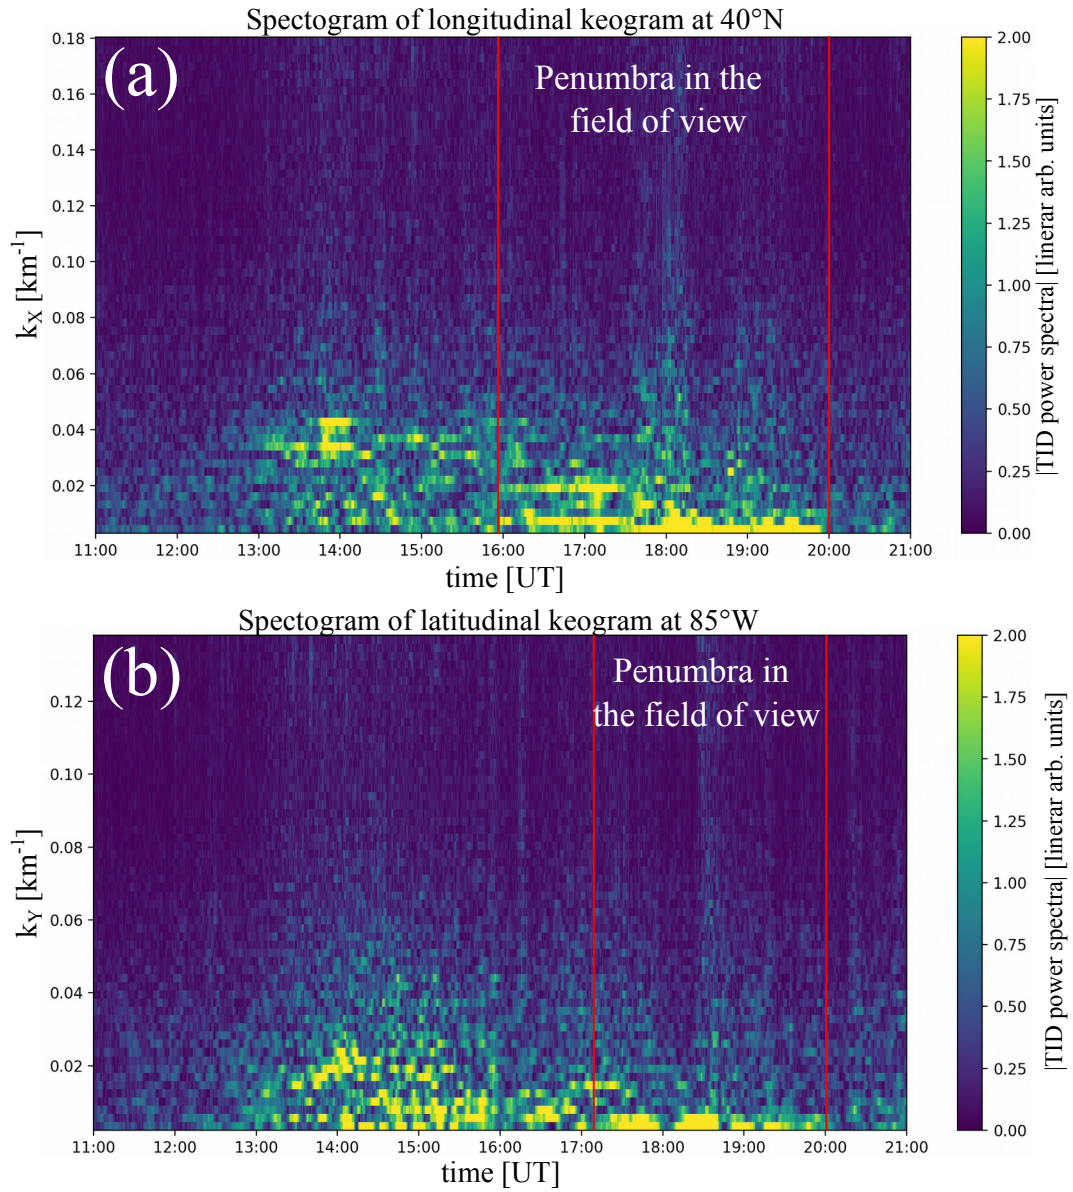 Spectogram of longitudinal keogram at 40°N
(a)
Penumbra in the
field of view
0.18
0.16
0.14
0.12
0.10
0.08
0.06
0.04
0.02
k_X [km⁻¹]
11:00 12:00 13:00 14:00 15:00 16:00 17:00 18:00 19:00 20:00 21:00
time [UT]
2.00
1.75
1.50
1.25
1.00
0.75
0.50
0.25
0.00
|TID power spectra| [linerar arb. units]
Spectogram of latitudinal keogram at 85°W
(b)
Penumbra in
the field of view
0.12
0.10
0.08
0.06
0.04
0.02
k_Y [km⁻¹]
11:00 12:00 13:00 14:00 15:00 16:00 17:00 18:00 19:00 20:00 21:00
time [UT]
2.00
1.75
1.50
1.25
1.00
0.75
0.50
0.25
0.00
|TID power spectra| [linerar arb. units]